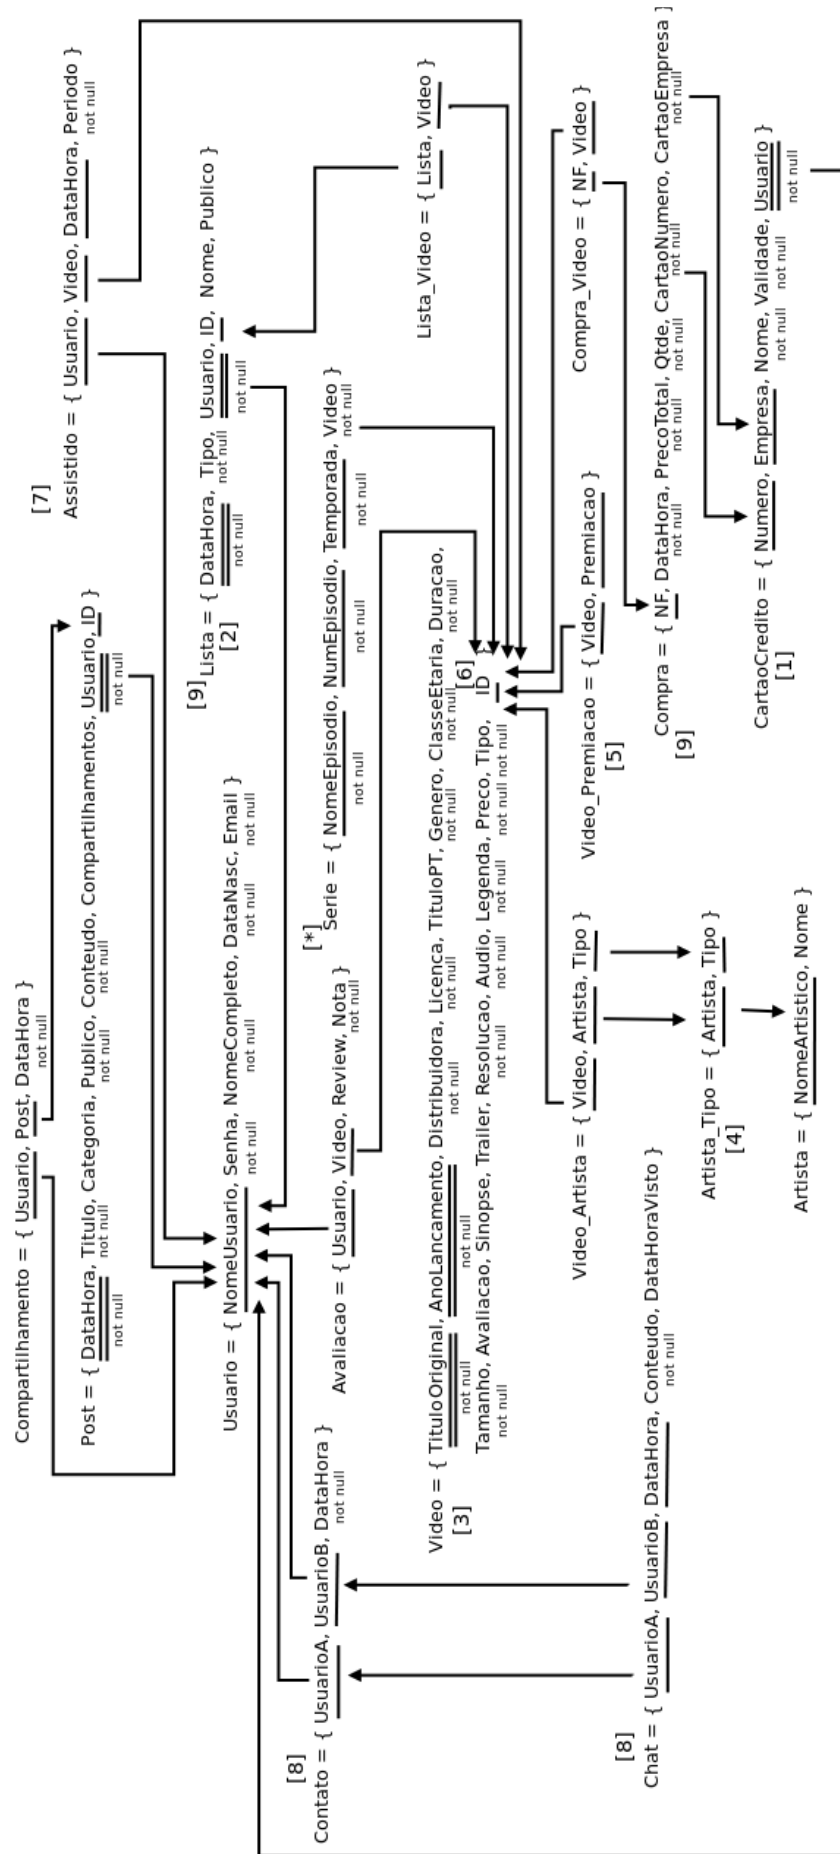 Compartilhamento = { Usuario, Post, DataHora }
not null
Post = { DataHora, Titulo, Categoria, Publico, Conteudo, Compartilhamentos, Usuario, ID }
not null not null not null not null not null
[7]
Assistido = { Usuario, Video, DataHora, Periodo }
not null
Usuario = { NomeUsuario, Senha, NomeCompleto, DataNasc, Email }
not null not null not null not null
[9] Lista = { DataHora, Tipo, Usuario, ID, Nome, Publico }
[2] not null not null not null
[8]
Contato = { UsuarioA, UsuarioB, DataHora }
not null
Avaliacao = { Usuario, Video, Review, Nota }
not null
[*]
Serie = { NomeEpisodio, NumEpisodio, Temporada, Video }
not null not null not null not null
Lista_Video = { Lista, Video }
Video = { TituloOriginal, AnoLancamento, Distribuidora, Licenca, TituloPT, Genero, ClasseEtaria, Duracao,
[3] not null not null not null not null not null not null
[6]
Tamanho, Avaliacao, Sinopse, Trailer, Resolucao, Audio, Legenda, Preco, Tipo, ID }
not null not null not null not null not null
Video_Artista = { Video, Artista, Tipo }
Video_Premiacao = { Video, Premiacao }
[5]
Compra_Video = { NF, Video }
[8]
Chat = { UsuarioA, UsuarioB, DataHora, Conteudo, DataHoraVisto }
not null
Artista_Tipo = { Artista, Tipo }
[4]
Compra = { NF, DataHora, PrecoTotal, Qtde, CartaoNumero, CartaoEmpresa }
[9] not null not null not null not null not null
Artista = { NomeArtistico, Nome }
CartaoCredito = { Numero, Empresa, Nome, Validade, Usuario }
[1] not null not null not null